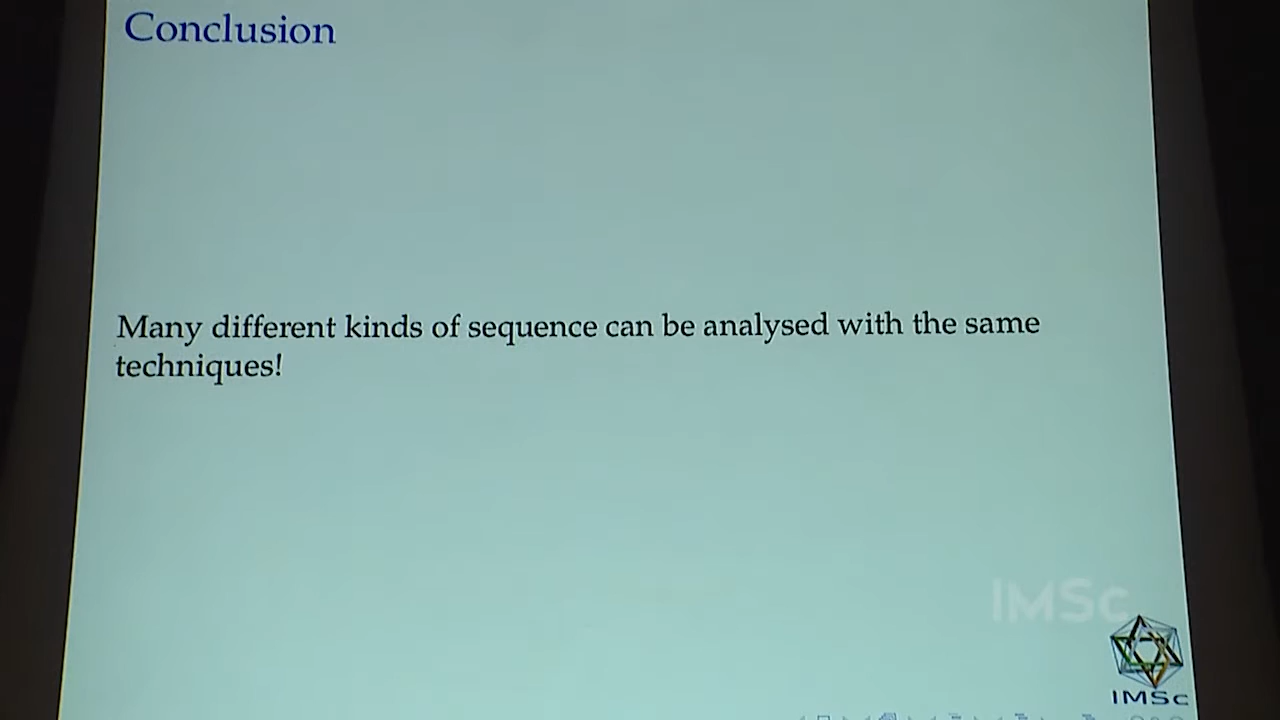 Conclusion
Many different kinds of sequence can be analysed with the same
techniques!
IMSc
IMSc